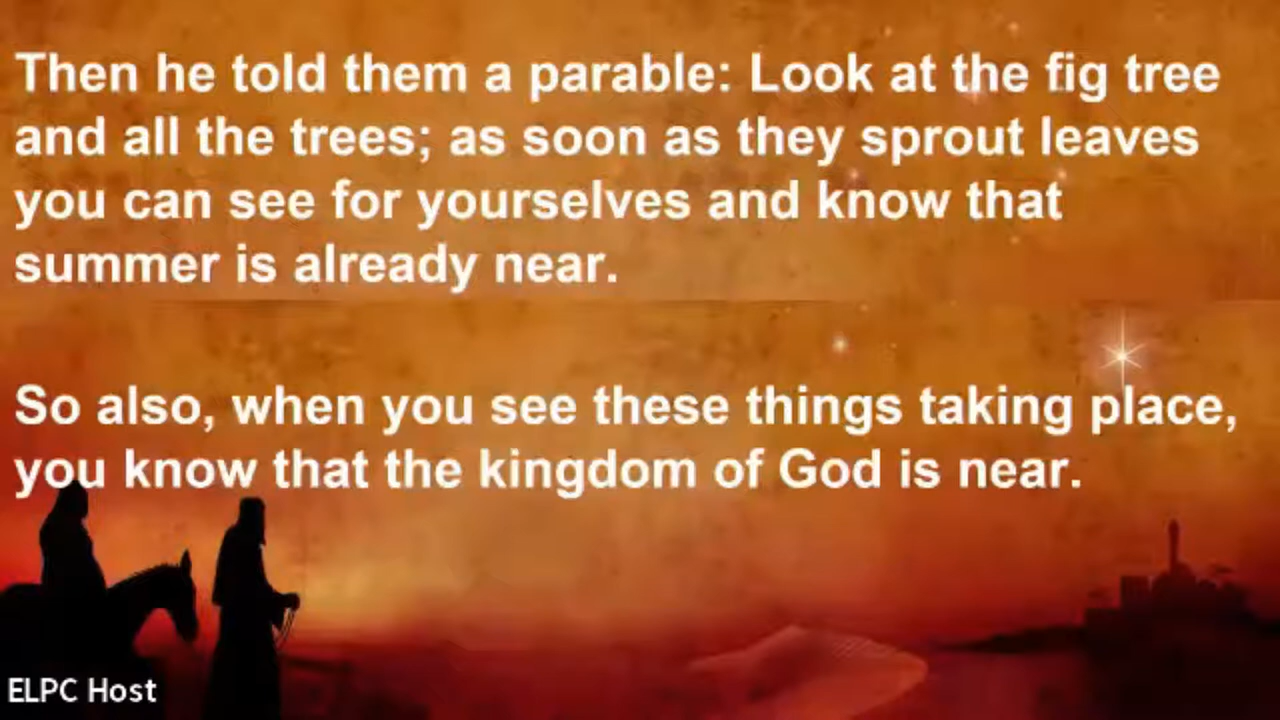 Then he told them a parable: Look at the fig tree
and all the trees; as soon as they sprout leaves
you can see for yourselves and know that
summer is already near.
So also, when you see these things taking place,
you know that the kingdom of God is near.
ELPC Host